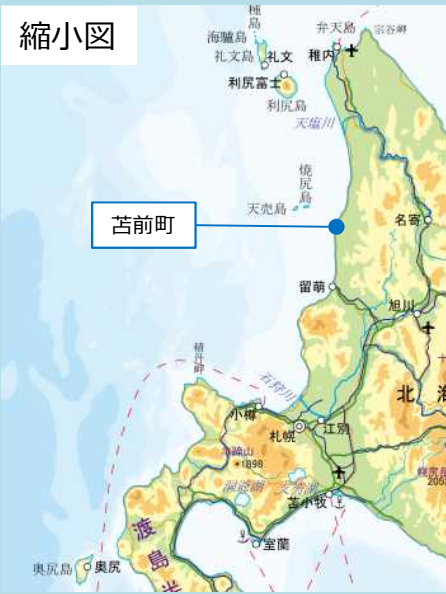 縮小図
種島
海驢島
礼文島
礼文
利尻富士
利尻島
弁天島
宗谷岬
稚内
天塩川
焼尻島
天売島
苫前町
名寄
留萌
旭川
積丹岬
石狩川
小樽
札幌
江別
北海
1898
洞爺湖
支笏湖
苫小牧
室蘭
渡島半
奥尻島
奥尻